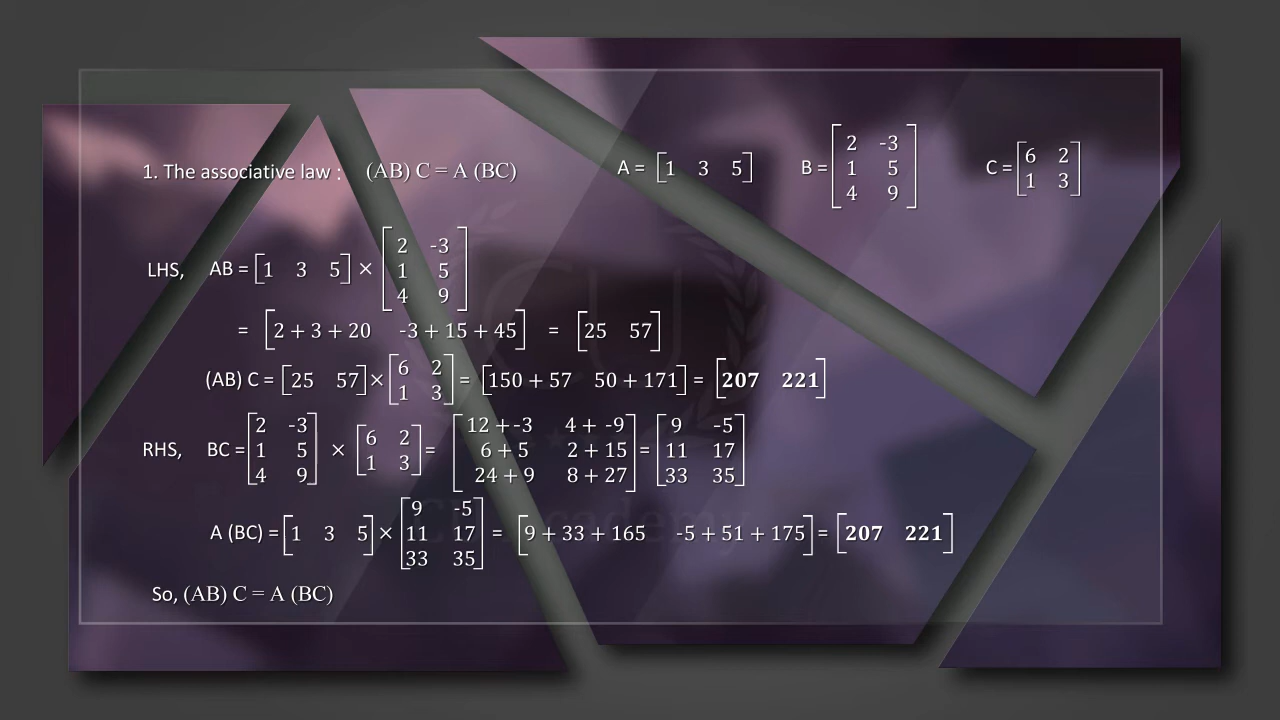 1. The associative law : (AB) C = A (BC) A = [1 3 5] B = [2 -3
1 5
4 9] C = [6 2
1 3]
LHS, AB = [1 3 5] × [2 -3
1 5
4 9]
= [2 + 3 + 20 -3 + 15 + 45] = [25 57]
(AB) C = [25 57] × [6 2
1 3] = [150 + 57 50 + 171] = [207 221]
RHS, BC = [2 -3
1 5
4 9] × [6 2
1 3] = [12 + -3 4 + -9
6 + 5 2 + 15
24 + 9 8 + 27] = [9 -5
11 17
33 35]
A (BC) = [1 3 5] × [9 -5
11 17
33 35] = [9 + 33 + 165 -5 + 51 + 175] = [207 221]
So, (AB) C = A (BC)